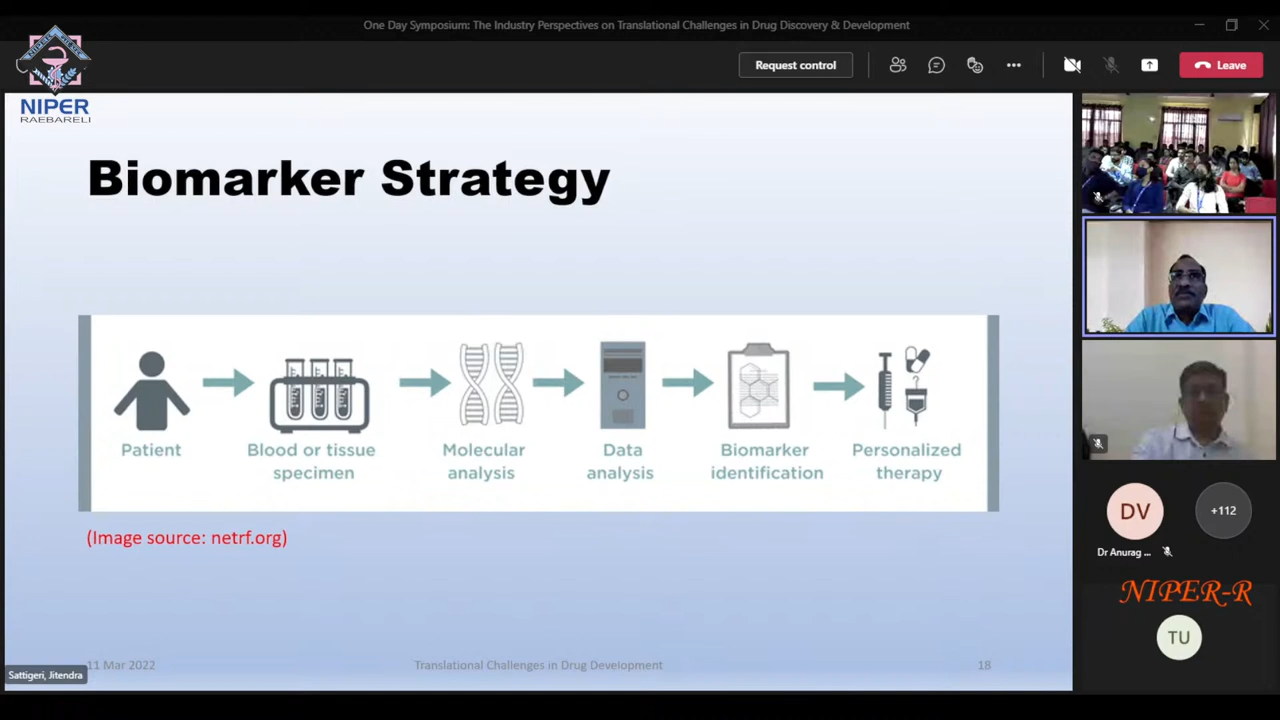 One Day Symposium: The Industry Perspectives on Translational Challenges in Drug Discovery & Development
Request control
Leave
NIPER
RAEBARELI
Biomarker Strategy
Patient
Blood or tissue
specimen
Molecular
analysis
Data
analysis
Biomarker
identification
Personalized
therapy
(Image source: netrf.org)
11 Mar 2022
Translational Challenges in Drug Development
18
Sattigeri, Jitendra
DV
+112
Dr Anurag ...
NIPER-R
TU